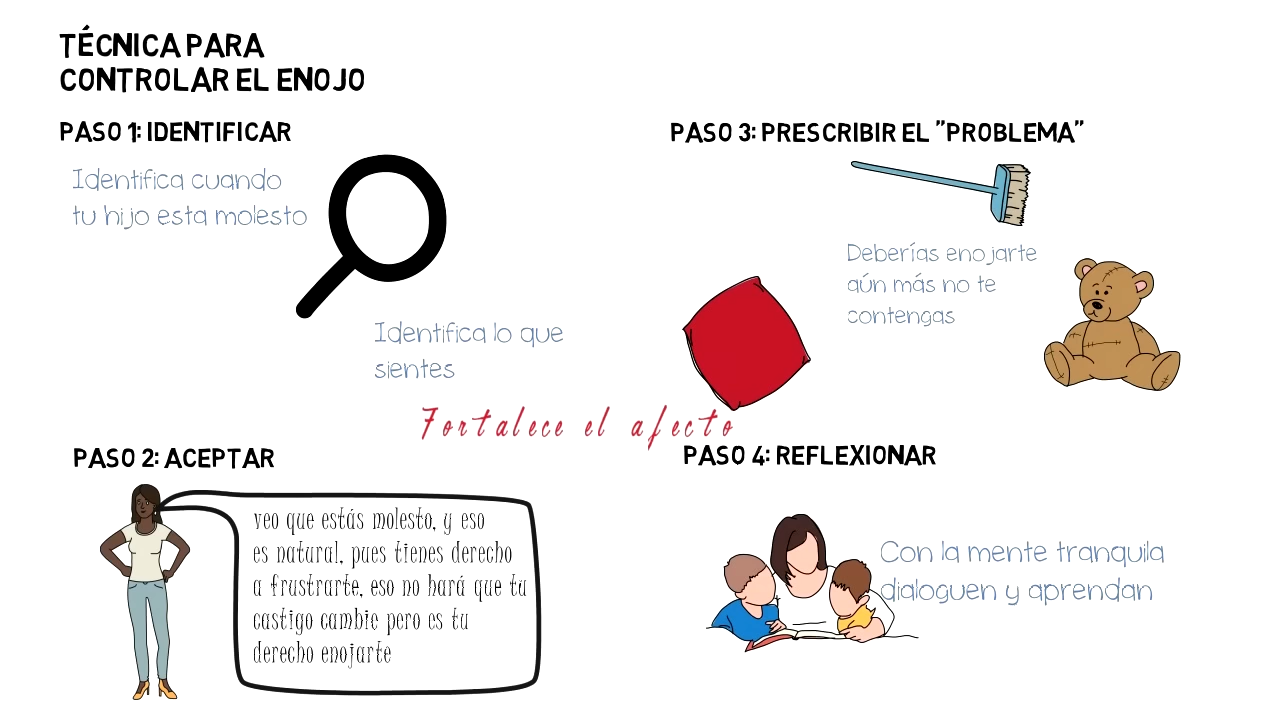 TÉCNICA PARA
CONTROLAR EL ENOJO
PASO 1: IDENTIFICAR
Identifica cuando
tu hijo esta molesto
Identifica lo que
sientes
PASO 2: ACEPTAR
veo que estás molesto, y eso
es natural, pues tienes derecho
a frustrarte, eso no hará que tu
castigo cambie pero es tu
derecho enojarte
Fortalece el afecto
PASO 3: PRESCRIBIR EL "PROBLEMA"
Deberías enojarte
aún más no te
contengas
PASO 4: REFLEXIONAR
Con la mente tranquila
dialoguen y aprendan